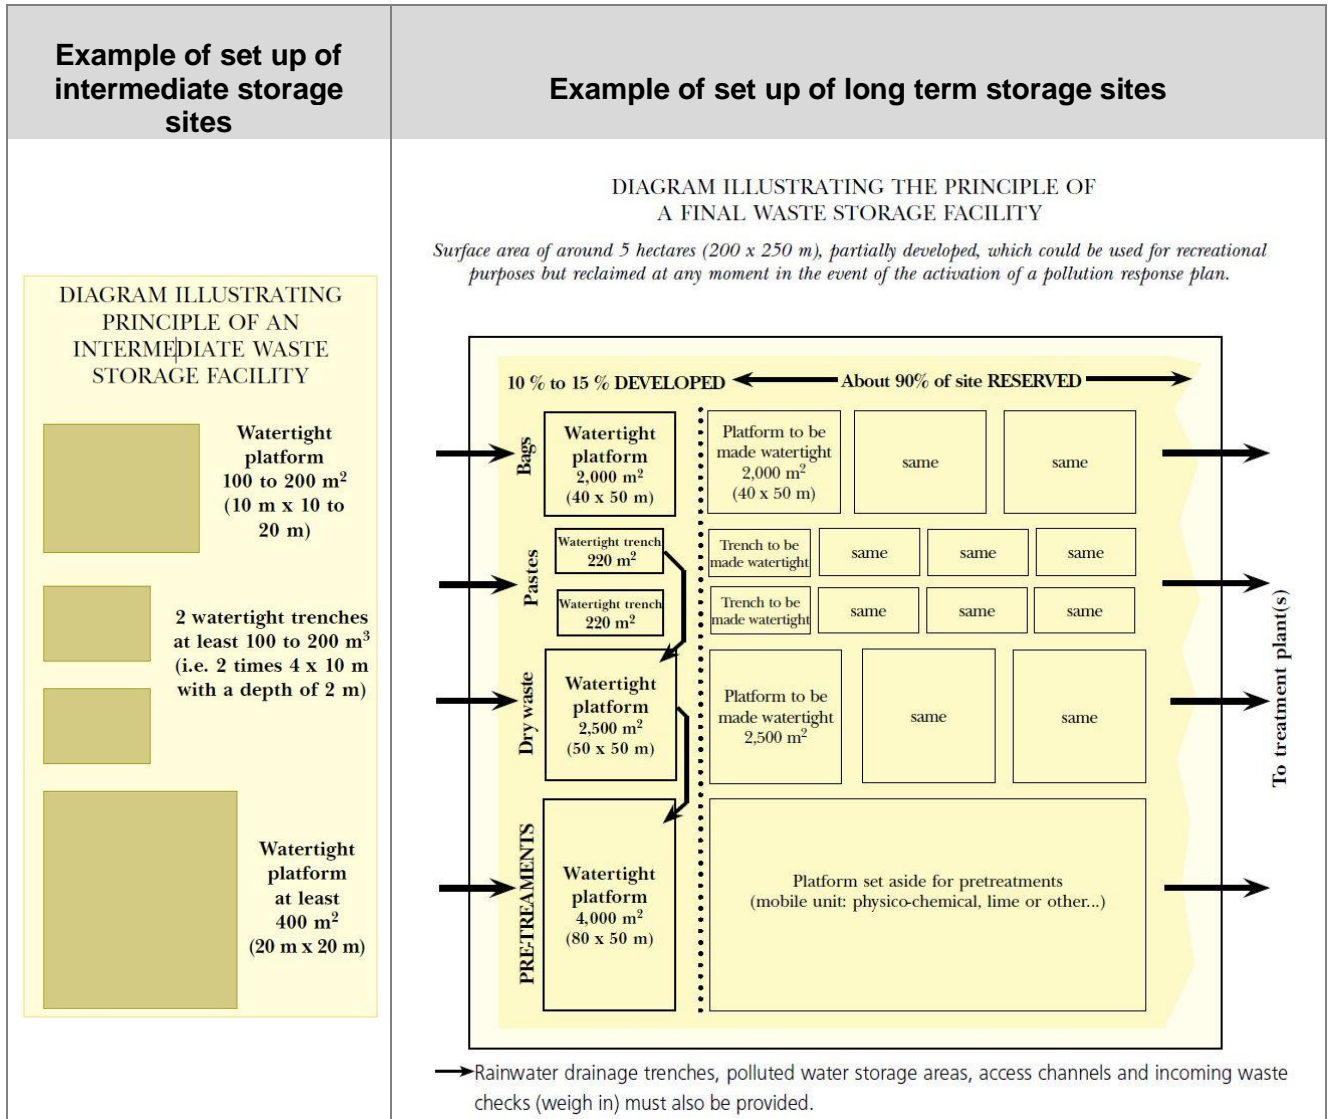 Example of set up of
intermediate storage
sites
Example of set up of long term storage sites
DIAGRAM ILLUSTRATING
PRINCIPLE OF AN
INTERMEDIATE WASTE
STORAGE FACILITY
Watertight
platform
100 to 200 m²
(10 m x 10 to
20 m)
2 watertight trenches
at least 100 to 200 m³
(i.e. 2 times 4 x 10 m
with a depth of 2 m)
Watertight
platform
at least
400 m²
(20 m x 20 m)
DIAGRAM ILLUSTRATING THE PRINCIPLE OF
A FINAL WASTE STORAGE FACILITY
Surface area of around 5 hectares (200 x 250 m), partially developed, which could be used for recreational
purposes but reclaimed at any moment in the event of the activation of a pollution response plan.
10 % to 15 % DEVELOPED
About 90% of site RESERVED
Bags
Watertight
platform
2,000 m²
(40 x 50 m)
Platform to be
made watertight
2,000 m²
(40 x 50 m)
same
same
Pastes
Watertight trench
220 m²
Trench to be
made watertight
same
same
same
Watertight trench
220 m²
Trench to be
made watertight
same
same
same
Dry waste
Watertight
platform
2,500 m²
(50 x 50 m)
Platform to be
made watertight
2,500 m²
same
same
PRE-TREAMENTS
Watertight
platform
4,000 m²
(80 x 50 m)
Platform set aside for pretreatments
(mobile unit: physico-chemical, lime or other...)
To treatment plant(s)
Rainwater drainage trenches, polluted water storage areas, access channels and incoming waste
checks (weigh in) must also be provided.